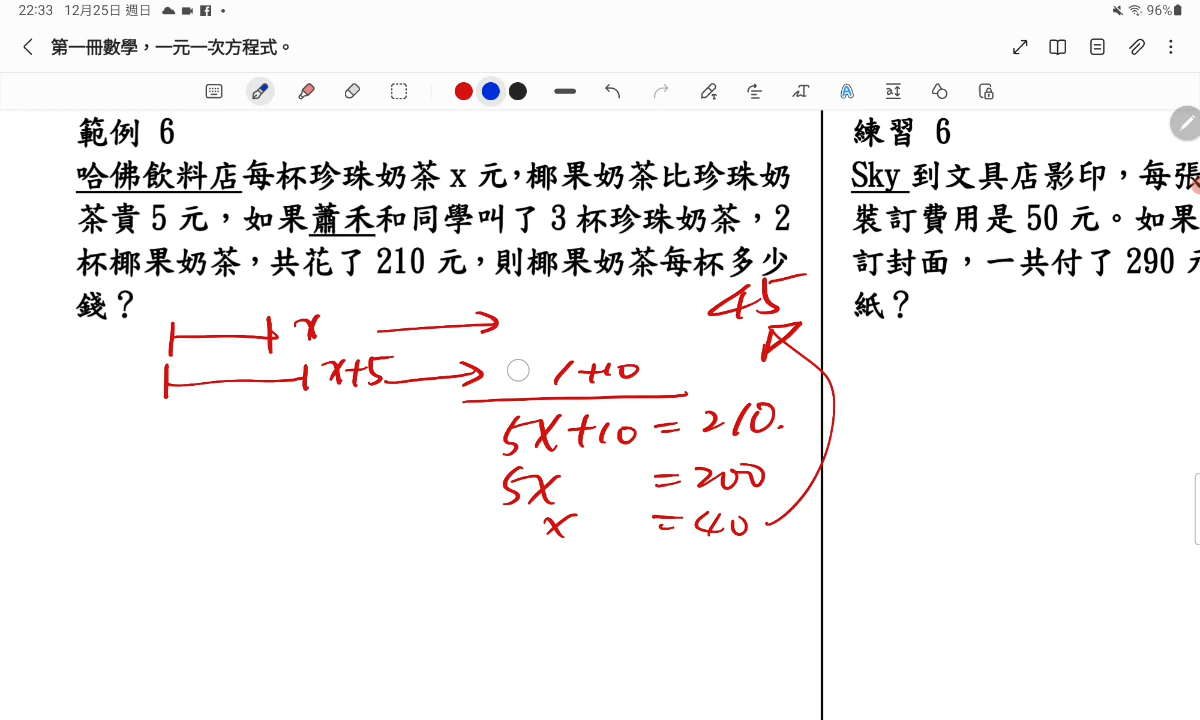 22:33 12月25日 週日
96%
第一冊數學，一元一次方程式。
範例 6
哈佛飲料店每杯珍珠奶茶 x 元，椰果奶茶比珍珠奶
茶貴 5 元，如果蕭禾和同學叫了 3 杯珍珠奶茶，2
杯椰果奶茶，共花了 210 元，則椰果奶茶每杯多少
錢？
45
x
x+5
+10
5x+10 = 210.
5x = 200
x = 40
練習 6
Sky 到文具店影印，每張
裝訂費用是 50 元。如果
訂封面，一共付了 290
紙？